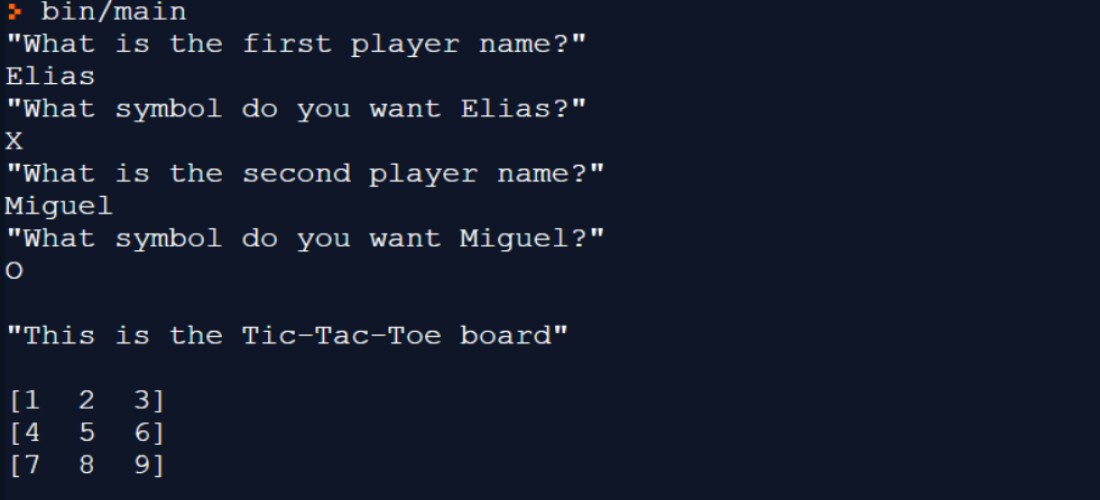 > bin/main
"What is the first player name?"
Elias
"What symbol do you want Elias?"
X
"What is the second player name?"
Miguel
"What symbol do you want Miguel?"
O
"This is the Tic-Tac-Toe board"
[1  2  3]
[4  5  6]
[7  8  9]